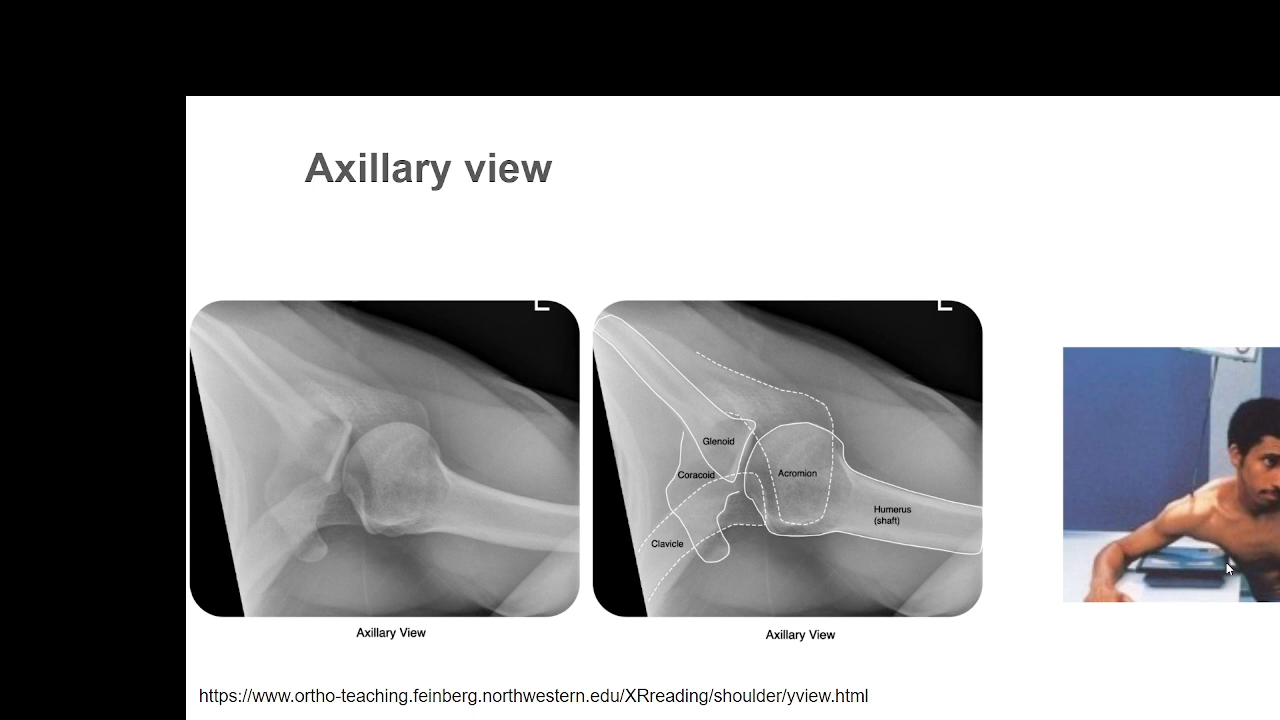 Axillary view
L
L
Glenoid
Coracoid
Acromion
Humerus
(shaft)
Clavicle
Axillary View
Axillary View
https://www.ortho-teaching.feinberg.northwestern.edu/XRreading/shoulder/yview.html